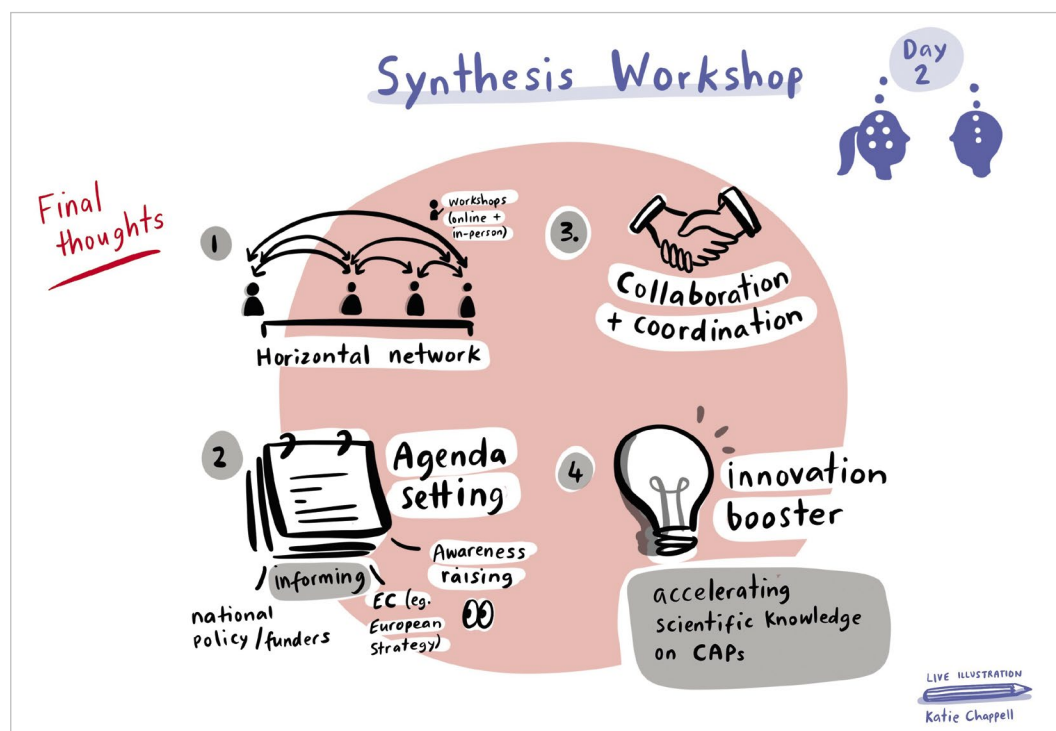 Synthesis Workshop
Day
2
Final
thoughts
1
workshops
(online +
in-person)
Horizontal network
2
Agenda
setting
informing
national
policy/funders
EC (eg.
European
Strategy)
Awareness
raising
3.
Collaboration
+ coordination
4
innovation
booster
accelerating
scientific knowledge
on CAPs
LIVE ILLUSTRATION
Katie Chappell